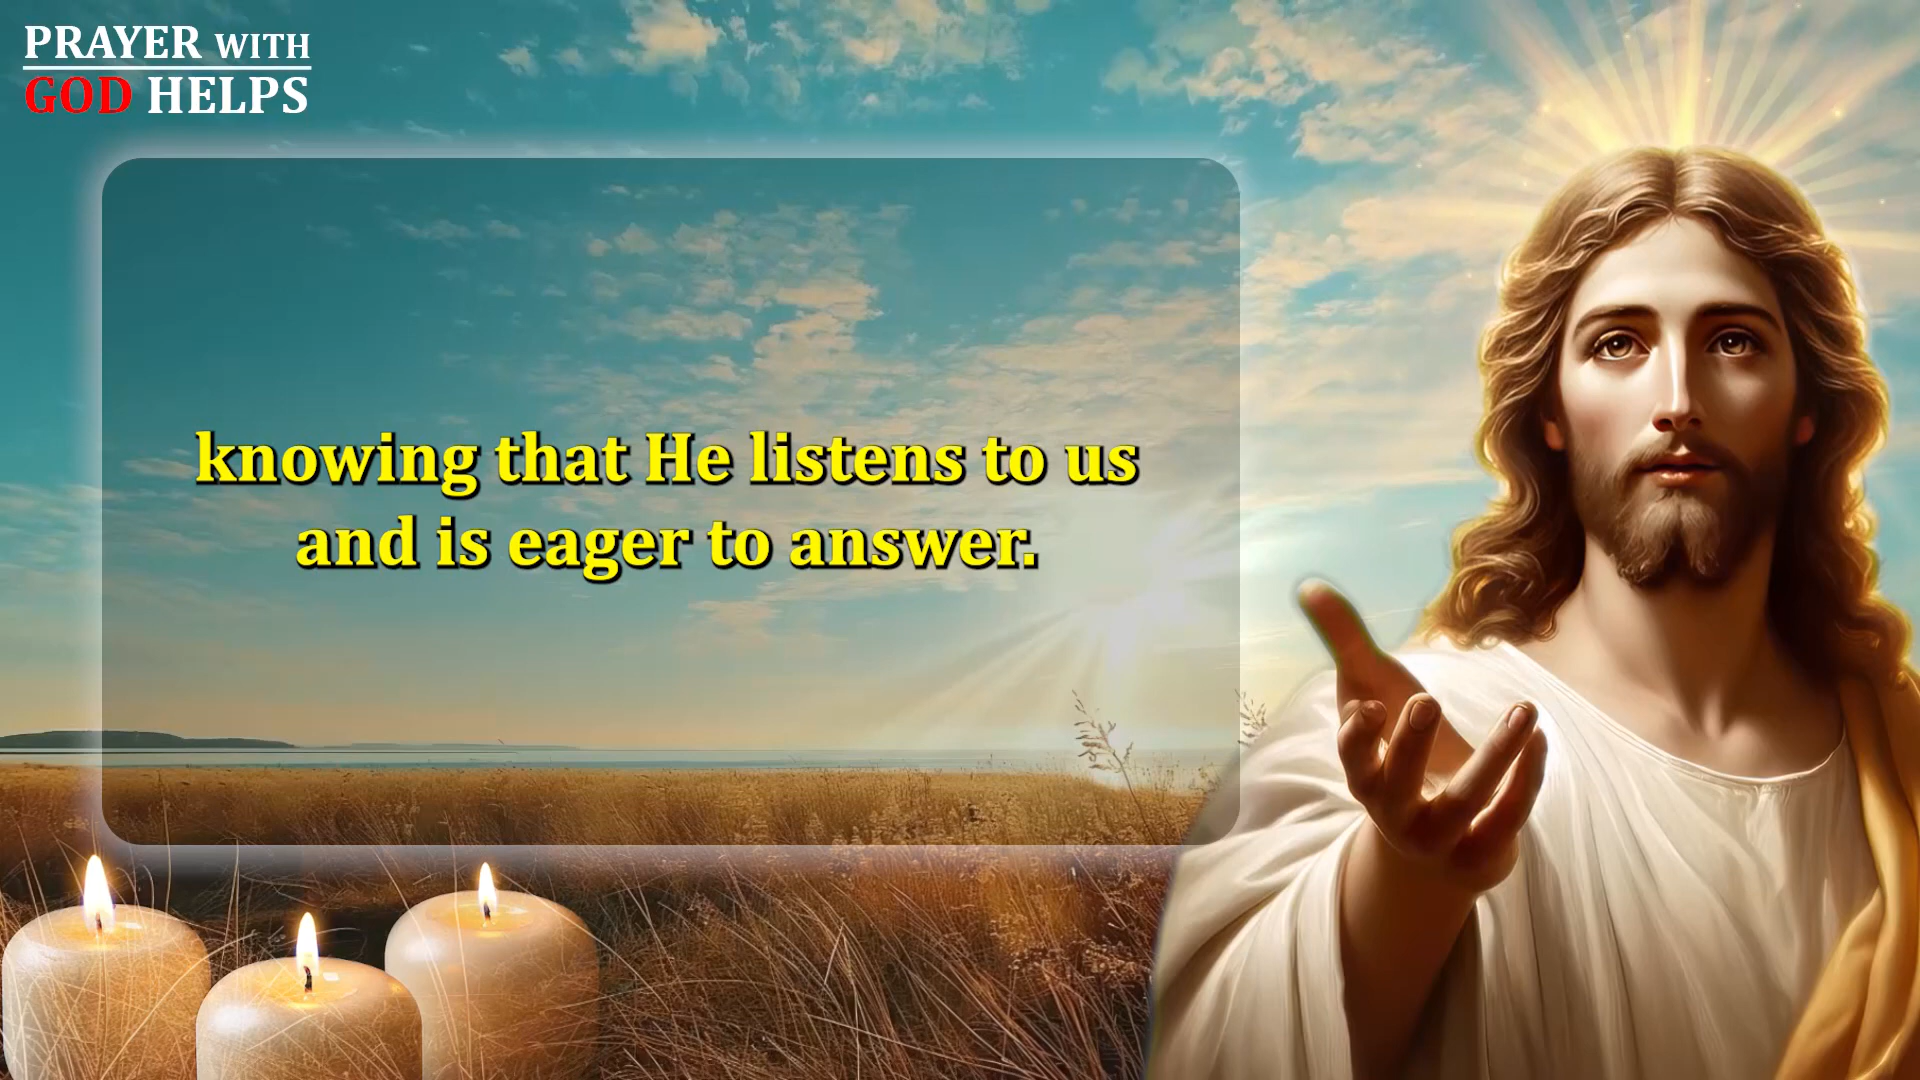 PRAYER WITH
GOD HELPS
knowing that He listens to us
and is eager to answer.